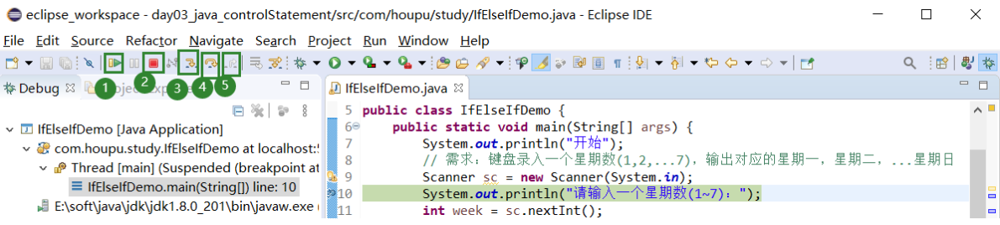 eclipse_workspace - day03_java_controlStatement/src/com/houpu/study/IfElseIfDemo.java - Eclipse IDE
File Edit Source Refactor Navigate Search Project Run Window Help
1 2 3 4 5
Debug
IfElseIfDemo [Java Application]
com.houpu.study.IfElseIfDemo at localhost:
Thread [main] (Suspended (breakpoint at
IfElseIfDemo.main(String[]) line: 10
E:\soft\java\jdk\jdk1.8.0_201\bin\javaw.exe (
IfElseIfDemo.java
5 public class IfElseIfDemo {
6 public static void main(String[] args) {
7 System.out.println("开始");
8 // 需求：键盘录入一个星期数(1,2,...7)，输出对应的星期一，星期二，...星期日
9 Scanner sc = new Scanner(System.in);
10 System.out.println("请输入一个星期数(1~7)：");
11 int week = sc.nextInt();